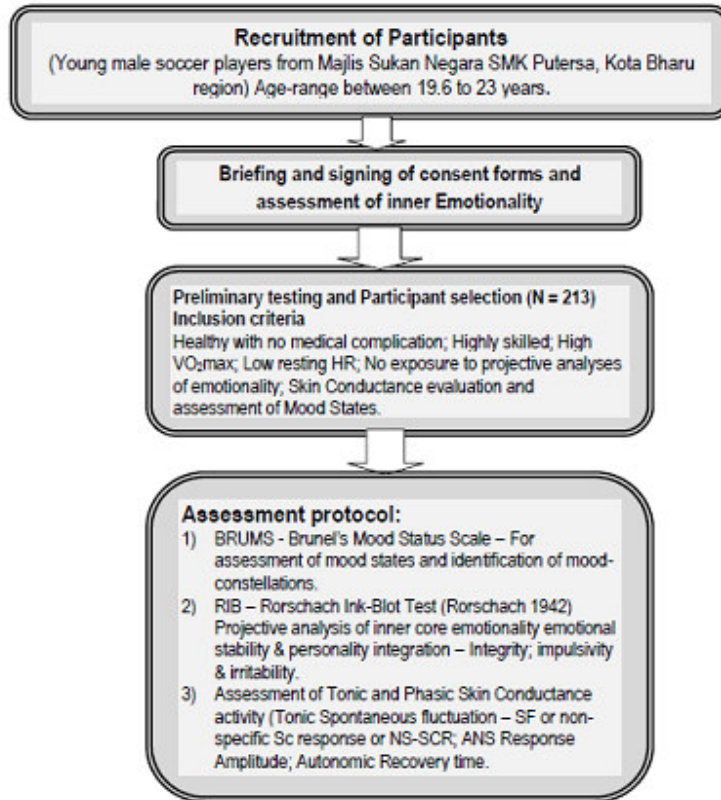 Recruitment of Participants
(Young male soccer players from Majlis Sukan Negara SMK Putersa, Kota Bharu
region) Age-range between 19.6 to 23 years.
Briefing and signing of consent forms and
assessment of inner Emotionality
Preliminary testing and Participant selection (N = 213)
Inclusion criteria
Healthy with no medical complication; Highly skilled; High
VO₂max; Low resting HR; No exposure to projective analyses
of emotionality; Skin Conductance evaluation and
assessment of Mood States.
Assessment protocol:
1) BRUMS - Brunel's Mood Status Scale – For
assessment of mood states and identification of mood-
constellations.
2) RIB – Rorschach Ink-Blot Test (Rorschach 1942)
Projective analysis of inner core emotionality emotional
stability & personality integration – Integrity; impulsivity
& irritability.
3) Assessment of Tonic and Phasic Skin Conductance
activity (Tonic Spontaneous fluctuation – SF or non-
specific Sc response or NS-SCR; ANS Response
Amplitude; Autonomic Recovery time.